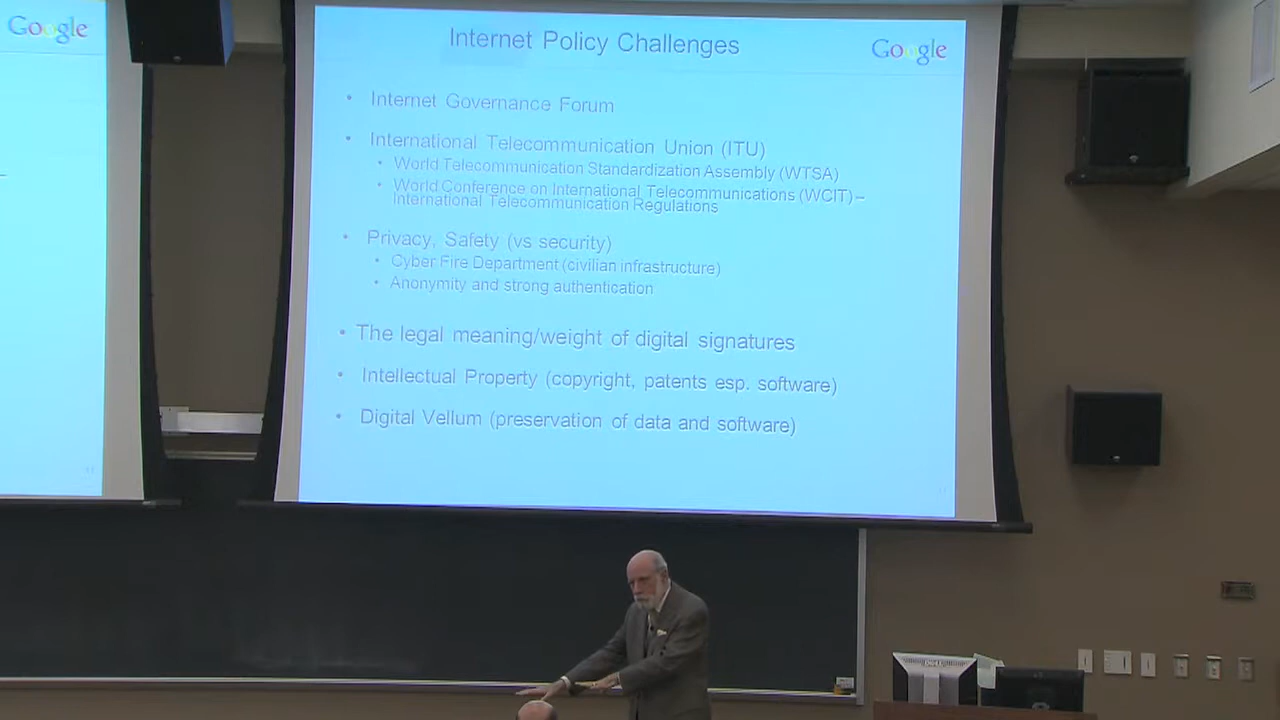 Google
Internet Policy Challenges
Google
• Internet Governance Forum
• International Telecommunication Union (ITU)
• World Telecommunication Standardization Assembly (WTSA)
• World Conference on International Telecommunications (WCIT) –
International Telecommunication Regulations
• Privacy, Safety (vs security)
• Cyber Fire Department (civilian infrastructure)
• Anonymity and strong authentication
• The legal meaning/weight of digital signatures
• Intellectual Property (copyright, patents esp. software)
• Digital Vellum (preservation of data and software)